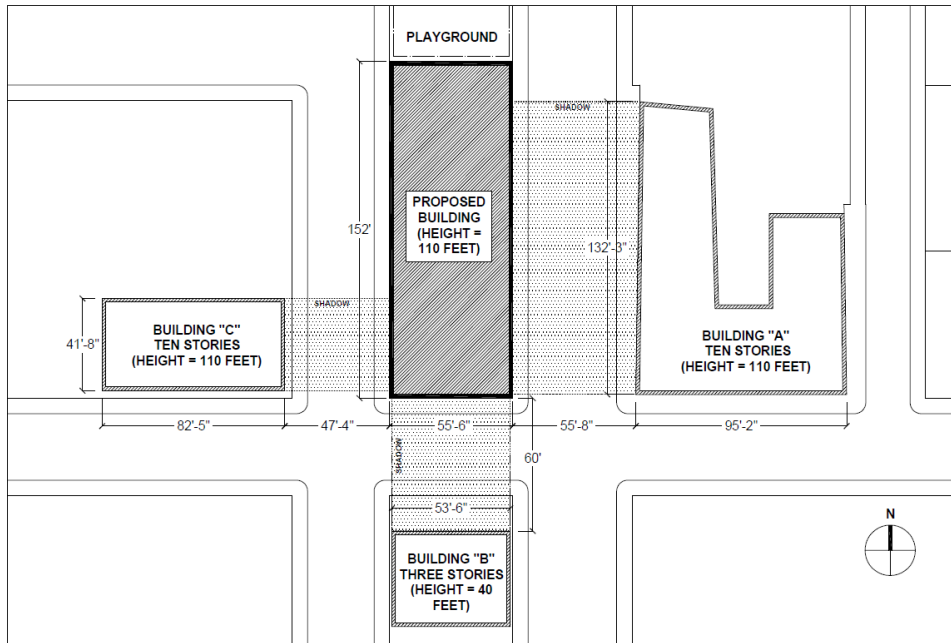 PLAYGROUND
SHADOW
PROPOSED
BUILDING
(HEIGHT =
110 FEET)
152'
132'-3"
SHADOW
BUILDING "C"
TEN STORIES
(HEIGHT = 110 FEET)
41'-8"
BUILDING "A"
TEN STORIES
(HEIGHT = 110 FEET)
82'-5"
47'-4"
55'-6"
55'-8"
95'-2"
SHADOW
60'
53'-6"
N
BUILDING "B"
THREE STORIES
(HEIGHT = 40
FEET)